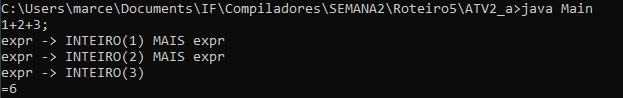 C:\Users\marce\Documents\IF\Compiladores\SEMANA2\Roteiro5\ATV2_a>java Main
1+2+3;
expr -> INTEIRO(1) MAIS expr
expr -> INTEIRO(2) MAIS expr
expr -> INTEIRO(3)
=6